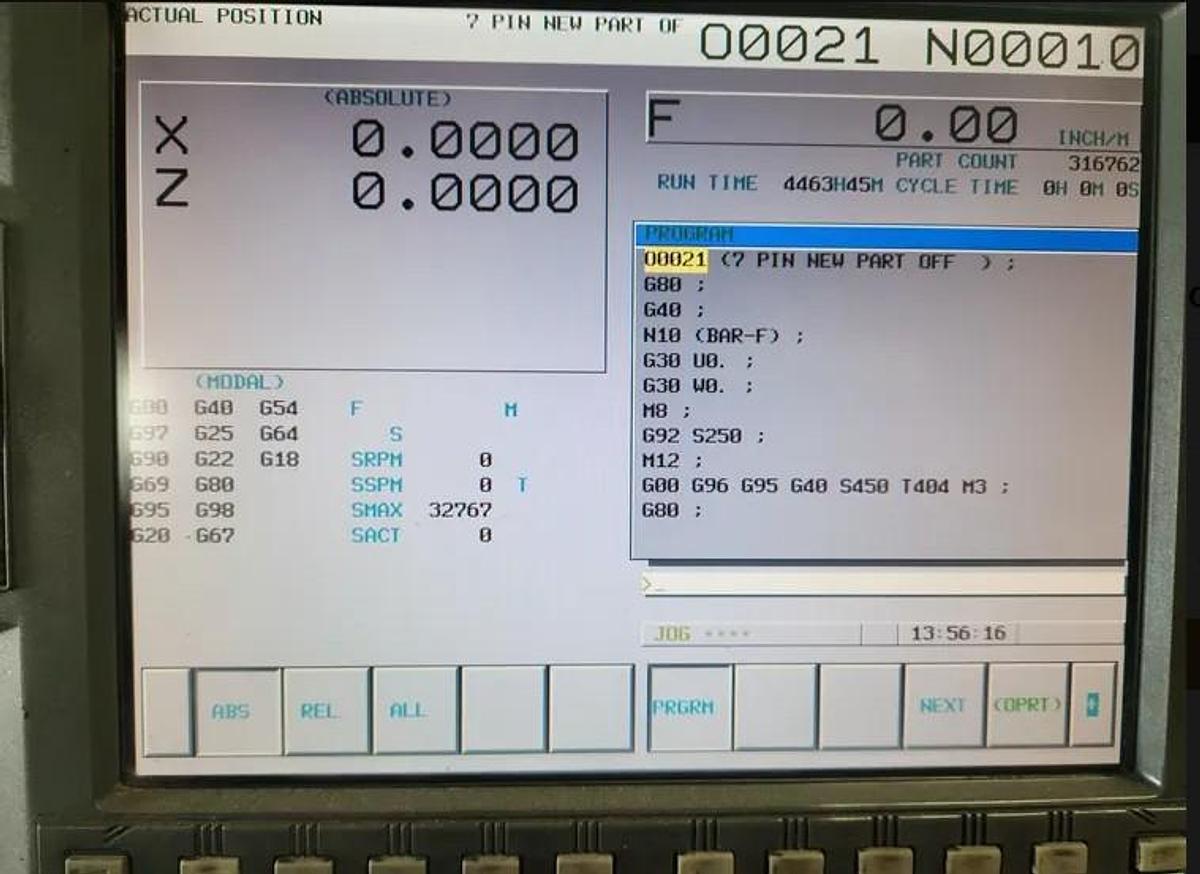 ACTUAL POSITION 7 PIN NEW PART OF O0021 N00010
(ABSOLUTE)
X 0.0000
Z 0.0000
F 0.00 INCH/M
PART COUNT 316762
RUN TIME 4463H45M CYCLE TIME 0H 0M 0S
PROGRAM
O0021 (7 PIN NEW PART OFF ) ;
G80 ;
G40 ;
N10 (BAR-F) ;
G30 U0. ;
G30 W0. ;
M8 ;
G92 S250 ;
M12 ;
G00 G96 G95 G40 S450 T404 M3 ;
G80 ;
(MODAL)
G40 G54 F M
G97 G25 G64 S
G90 G22 G18 SRPM 0
G69 G80 SSPM 0 T
G95 G98 SMAX 32767
G20 G67 SACT 0
>_
JOG **** 13:56:16
ABS REL ALL PRGRM NEXT (OPRT) +